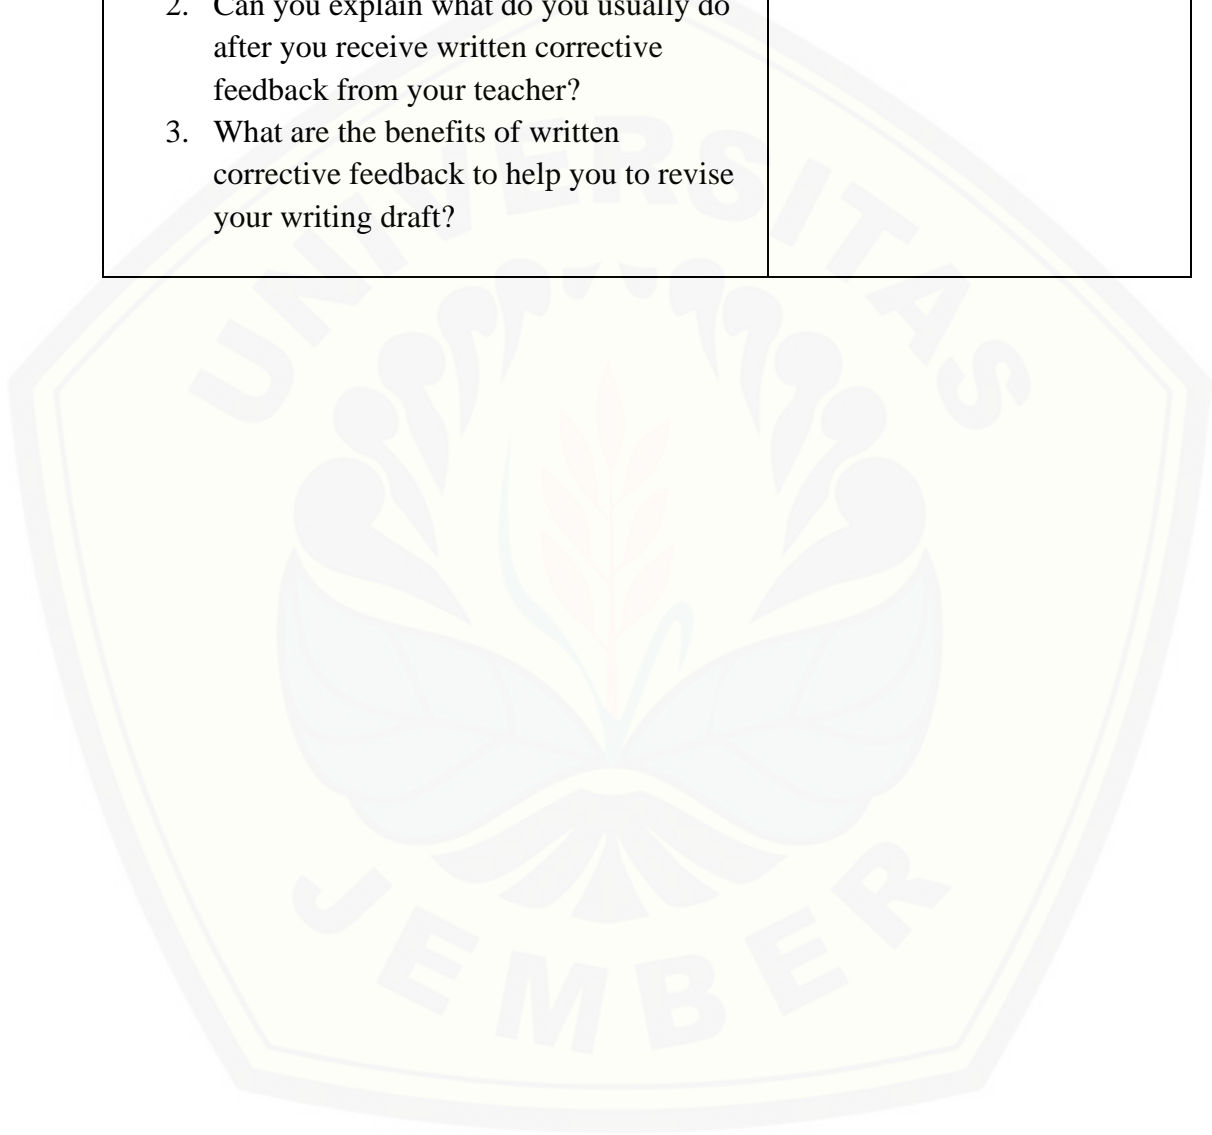 2. Can you explain what do you usually do
after you receive written corrective
feedback from your teacher?
3. What are the benefits of written
corrective feedback to help you to revise
your writing draft?
UNIVERSITAS
JEMBER